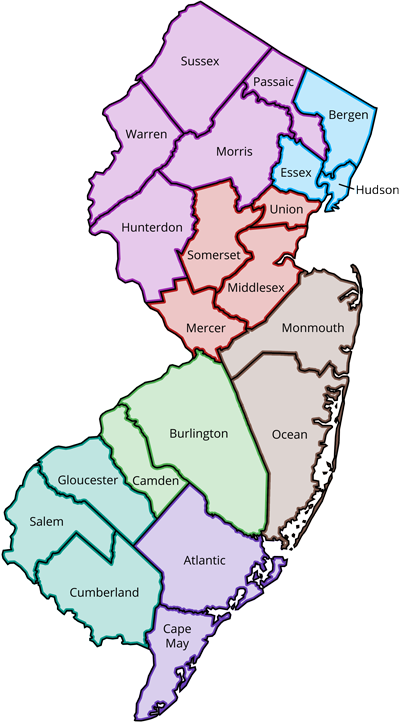 Sussex
Passaic
Bergen
Warren
Morris
Essex
Hudson
Union
Hunterdon
Somerset
Middlesex
Mercer
Monmouth
Burlington
Ocean
Gloucester
Camden
Salem
Atlantic
Cumberland
Cape
May